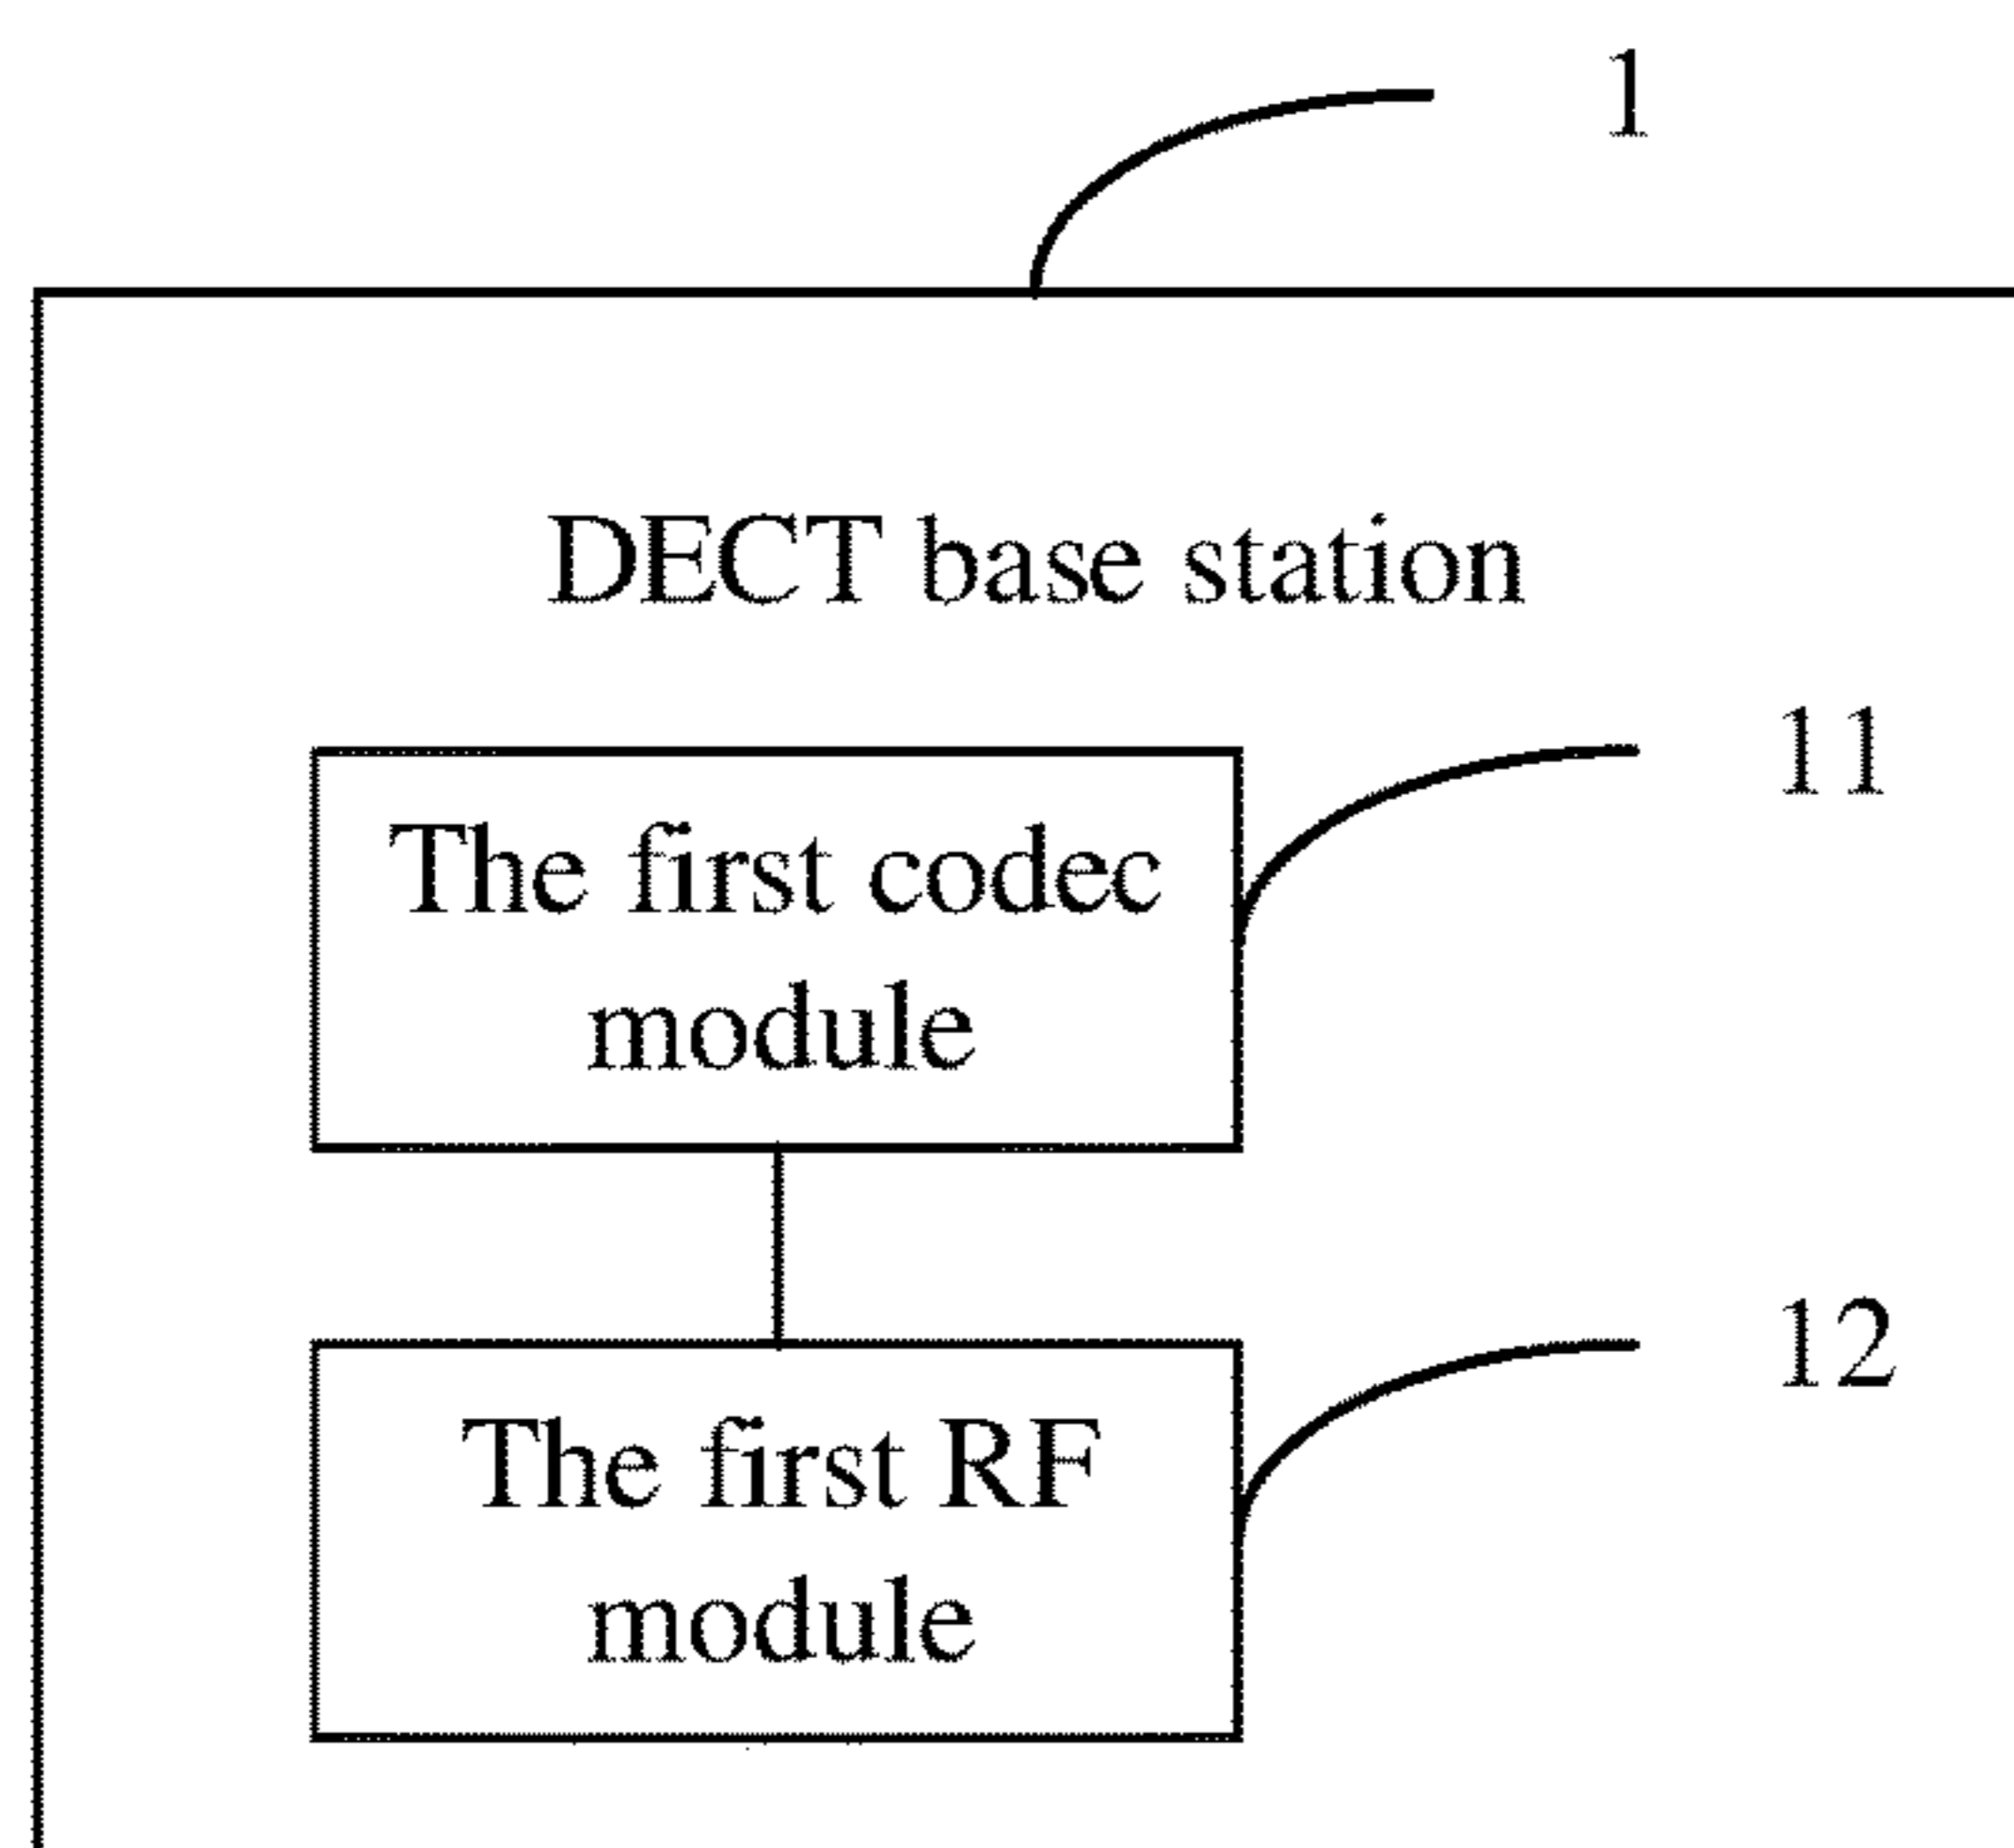 1
DECT base station
11
The first codec
module
12
The first RF
module